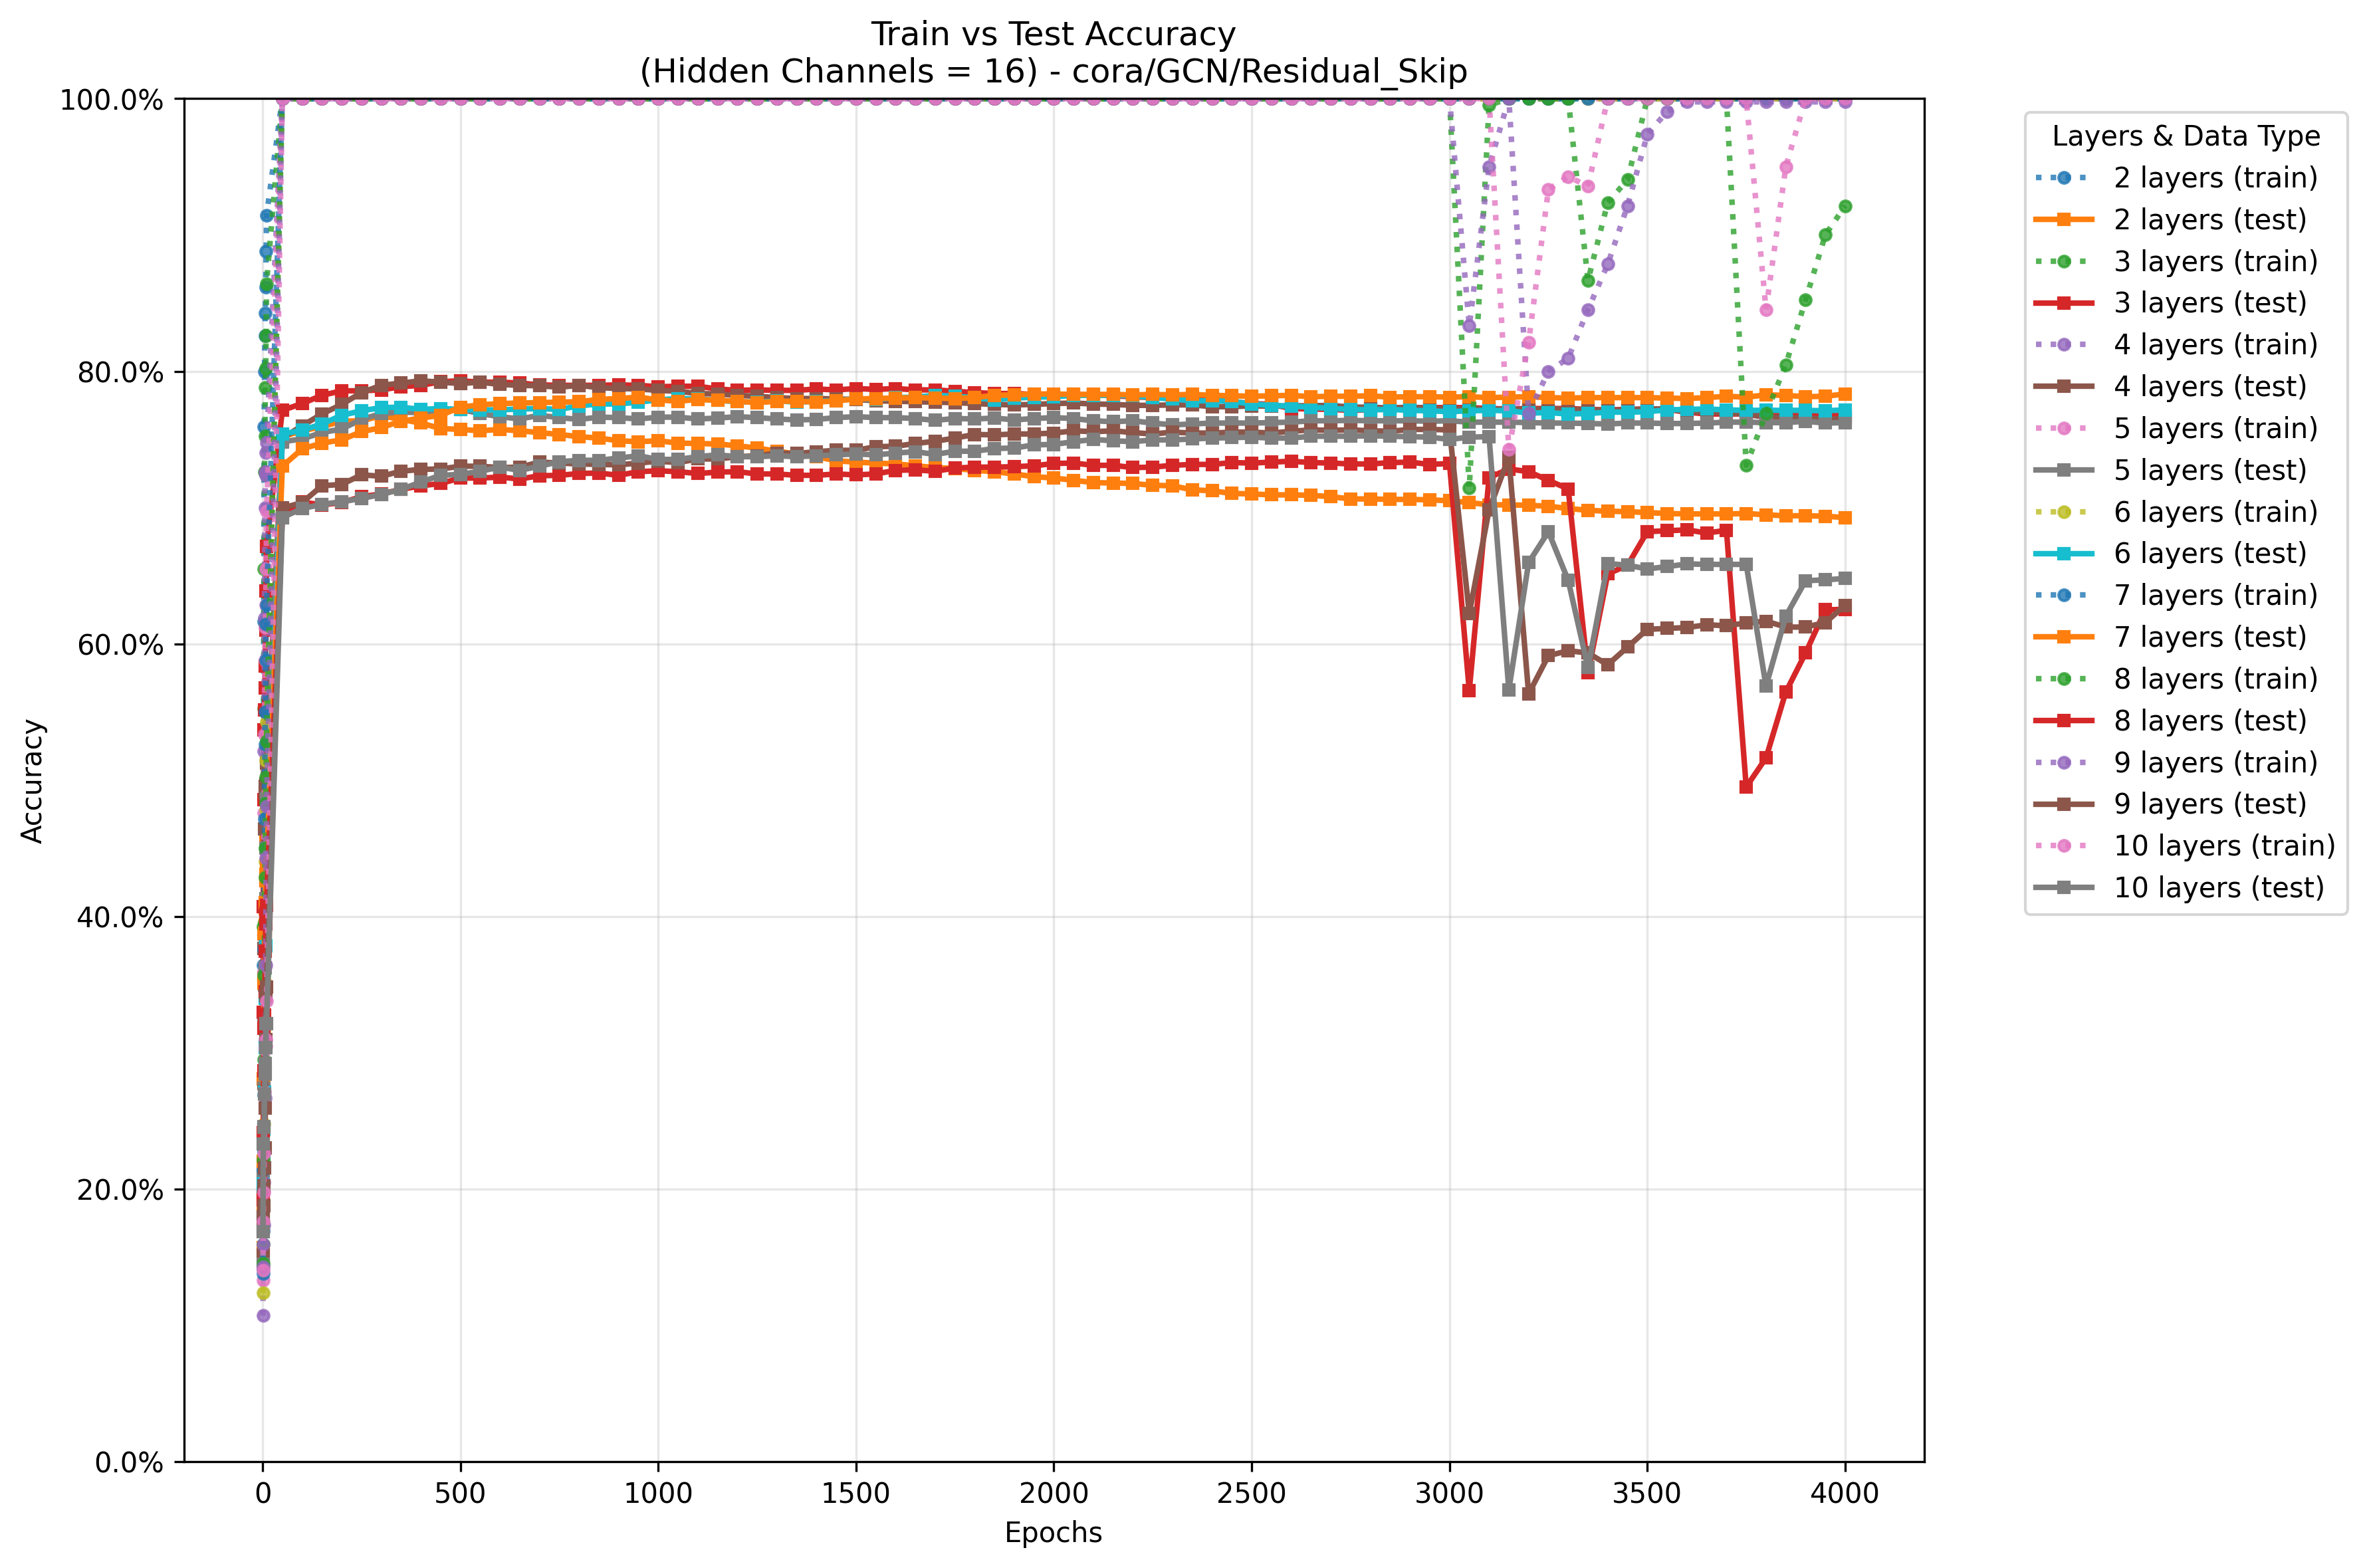 Train vs Test Accuracy
(Hidden Channels = 16) - cora/GCN/Residual_Skip
100.0%
80.0%
60.0%
40.0%
20.0%
0.0%
Accuracy
0 500 1000 1500 2000 2500 3000 3500 4000
Epochs
Layers & Data Type
2 layers (train)
2 layers (test)
3 layers (train)
3 layers (test)
4 layers (train)
4 layers (test)
5 layers (train)
5 layers (test)
6 layers (train)
6 layers (test)
7 layers (train)
7 layers (test)
8 layers (train)
8 layers (test)
9 layers (train)
9 layers (test)
10 layers (train)
10 layers (test)